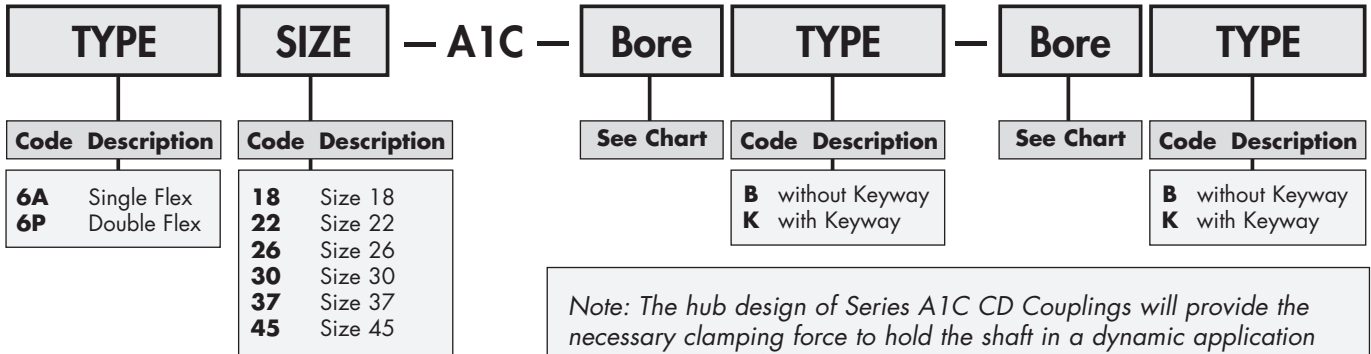 TYPE SIZE — A1C — Bore TYPE — Bore TYPE
Code Description Code Description See Chart Code Description See Chart Code Description
6A Single Flex
6P Double Flex
18 Size 18
22 Size 22
26 Size 26
30 Size 30
37 Size 37
45 Size 45
B without Keyway
K with Keyway
B without Keyway
K with Keyway
Note: The hub design of Series A1C CD Couplings will provide the
necessary clamping force to hold the shaft in a dynamic application